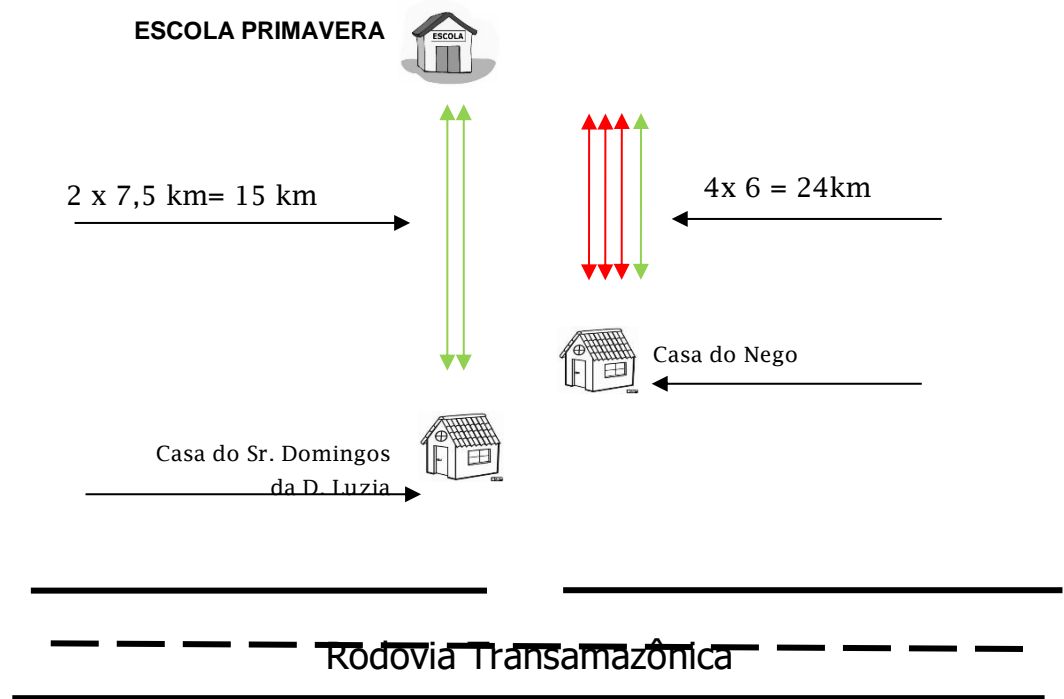 ESCOLA PRIMAVERA
ESCOLA
2 x 7,5 km= 15 km
4x 6 = 24km
Casa do Nego
Casa do Sr. Domingos
da D. Luzia
Rodovia Transamazônica